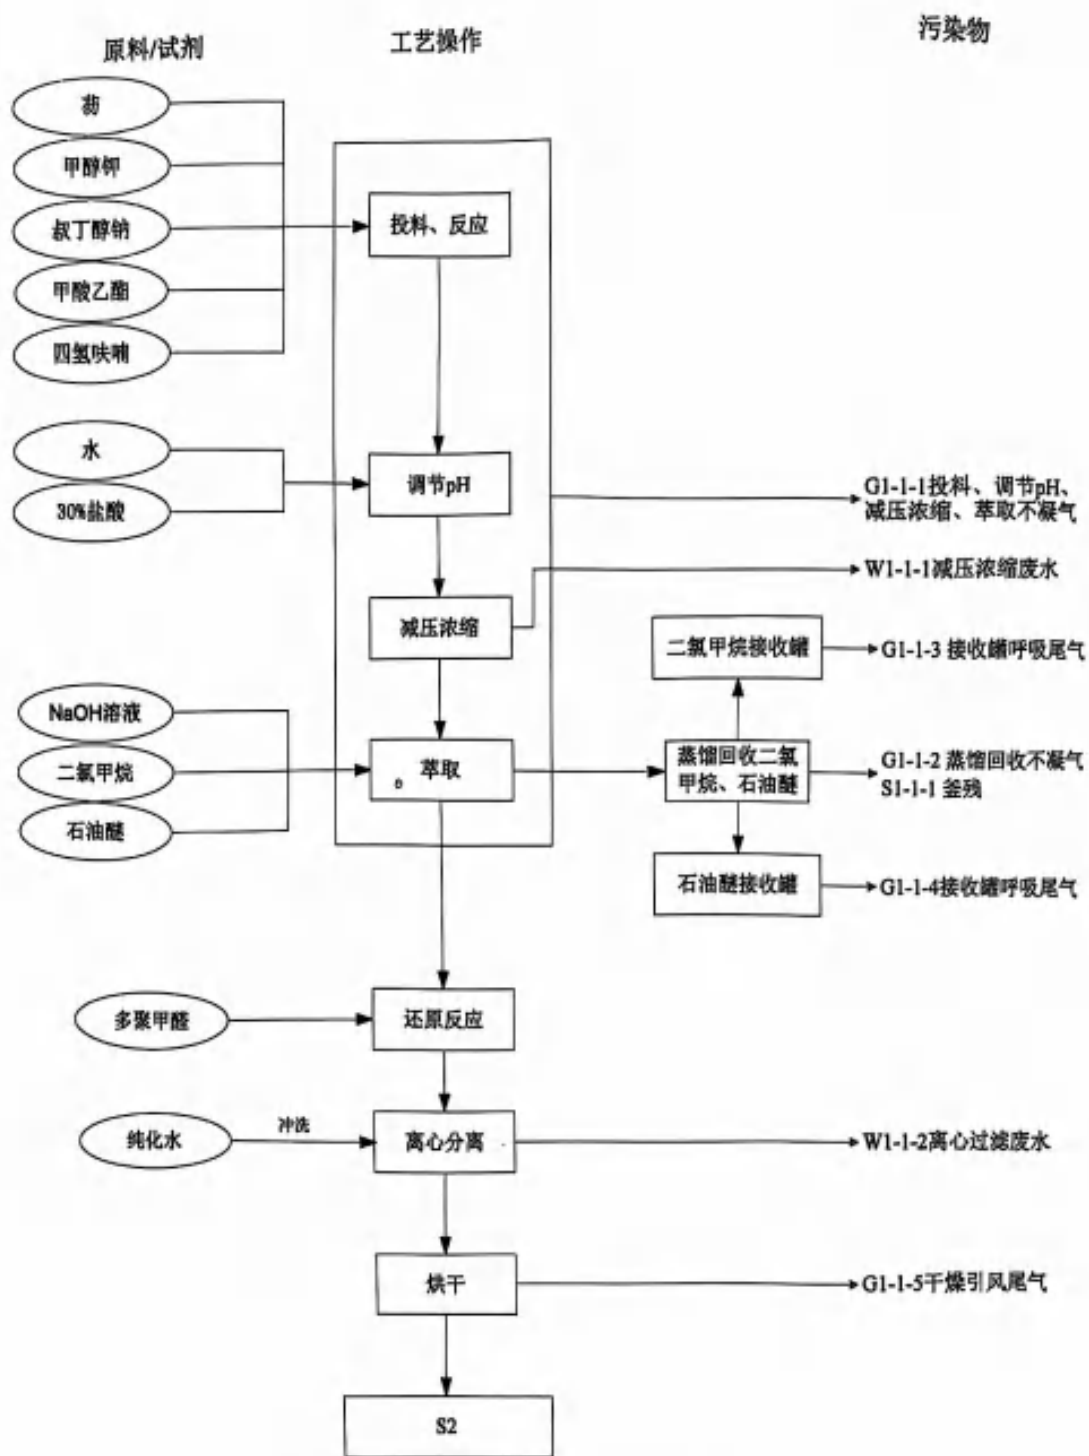 原料/试剂
工艺操作
污染物
芴
甲醇钾
叔丁醇钠
甲酸乙酯
四氢呋喃
投料、反应
水
30%盐酸
调节pH
G1-1-1投料、调节pH、
减压浓缩、萃取不凝气
W1-1-1减压浓缩废水
减压浓缩
二氯甲烷接收罐
G1-1-3 接收罐呼吸尾气
NaOH溶液
二氯甲烷
石油醚
萃取
蒸馏回收二氯
甲烷、石油醚
G1-1-2 蒸馏回收不凝气
S1-1-1 釜残
石油醚接收罐
G1-1-4接收罐呼吸尾气
多聚甲醛
还原反应
纯化水
冲洗
离心分离
W1-1-2离心过滤废水
烘干
G1-1-5干燥引风尾气
S2